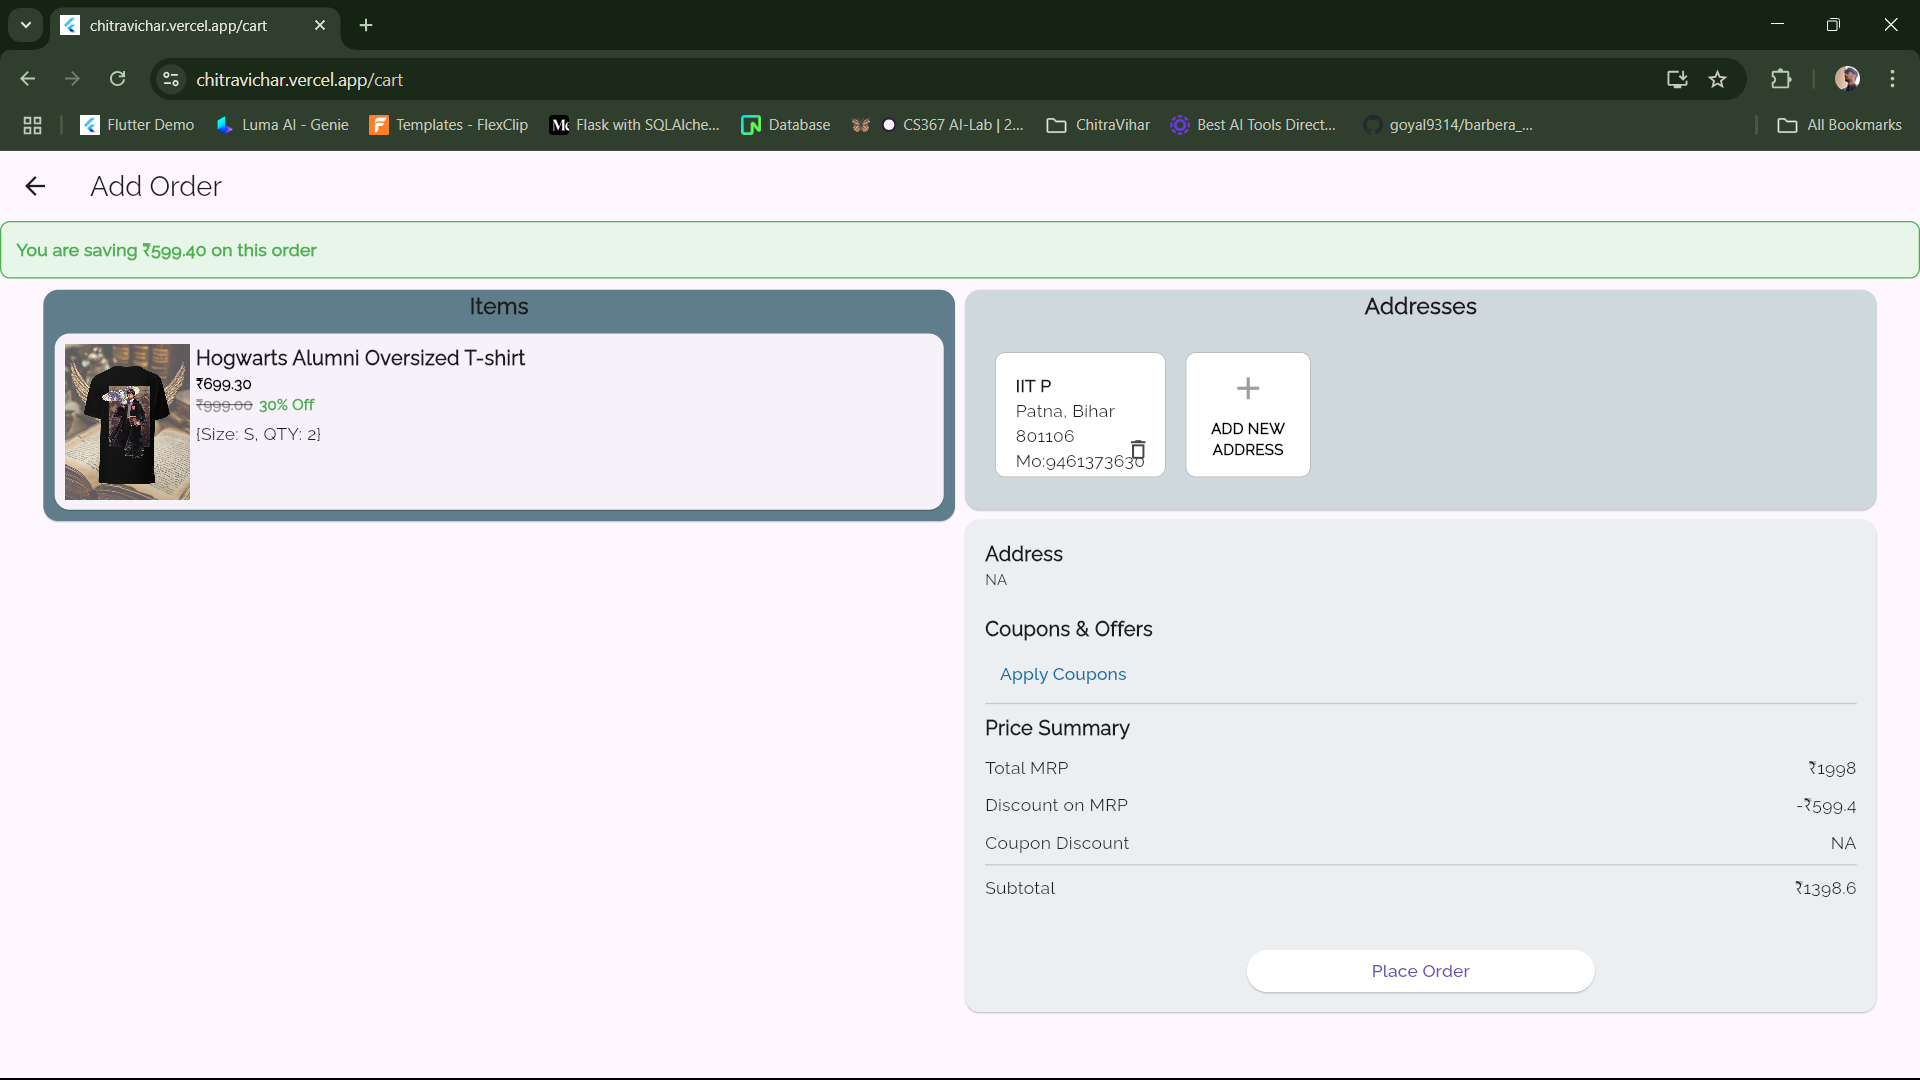 chitravichar.vercel.app/cart
chitravichar.vercel.app/cart
Flutter Demo
Luma AI - Genie
Templates - FlexClip
Flask with SQLAlche...
Database
CS367 AI-Lab | 2...
ChitraVihar
Best AI Tools Direct...
goyal9314/barbera_...
All Bookmarks
Add Order
You are saving ₹599.40 on this order
Items
Hogwarts Alumni Oversized T-shirt
₹699.30
₹999.00 30% Off
{Size: S, QTY: 2}
Addresses
IIT P
Patna, Bihar
801106
Mo:9461373630
ADD NEW
ADDRESS
Address
NA
Coupons & Offers
Apply Coupons
Price Summary
Total MRP ₹1998
Discount on MRP -₹599.4
Coupon Discount NA
Subtotal ₹1398.6
Place Order